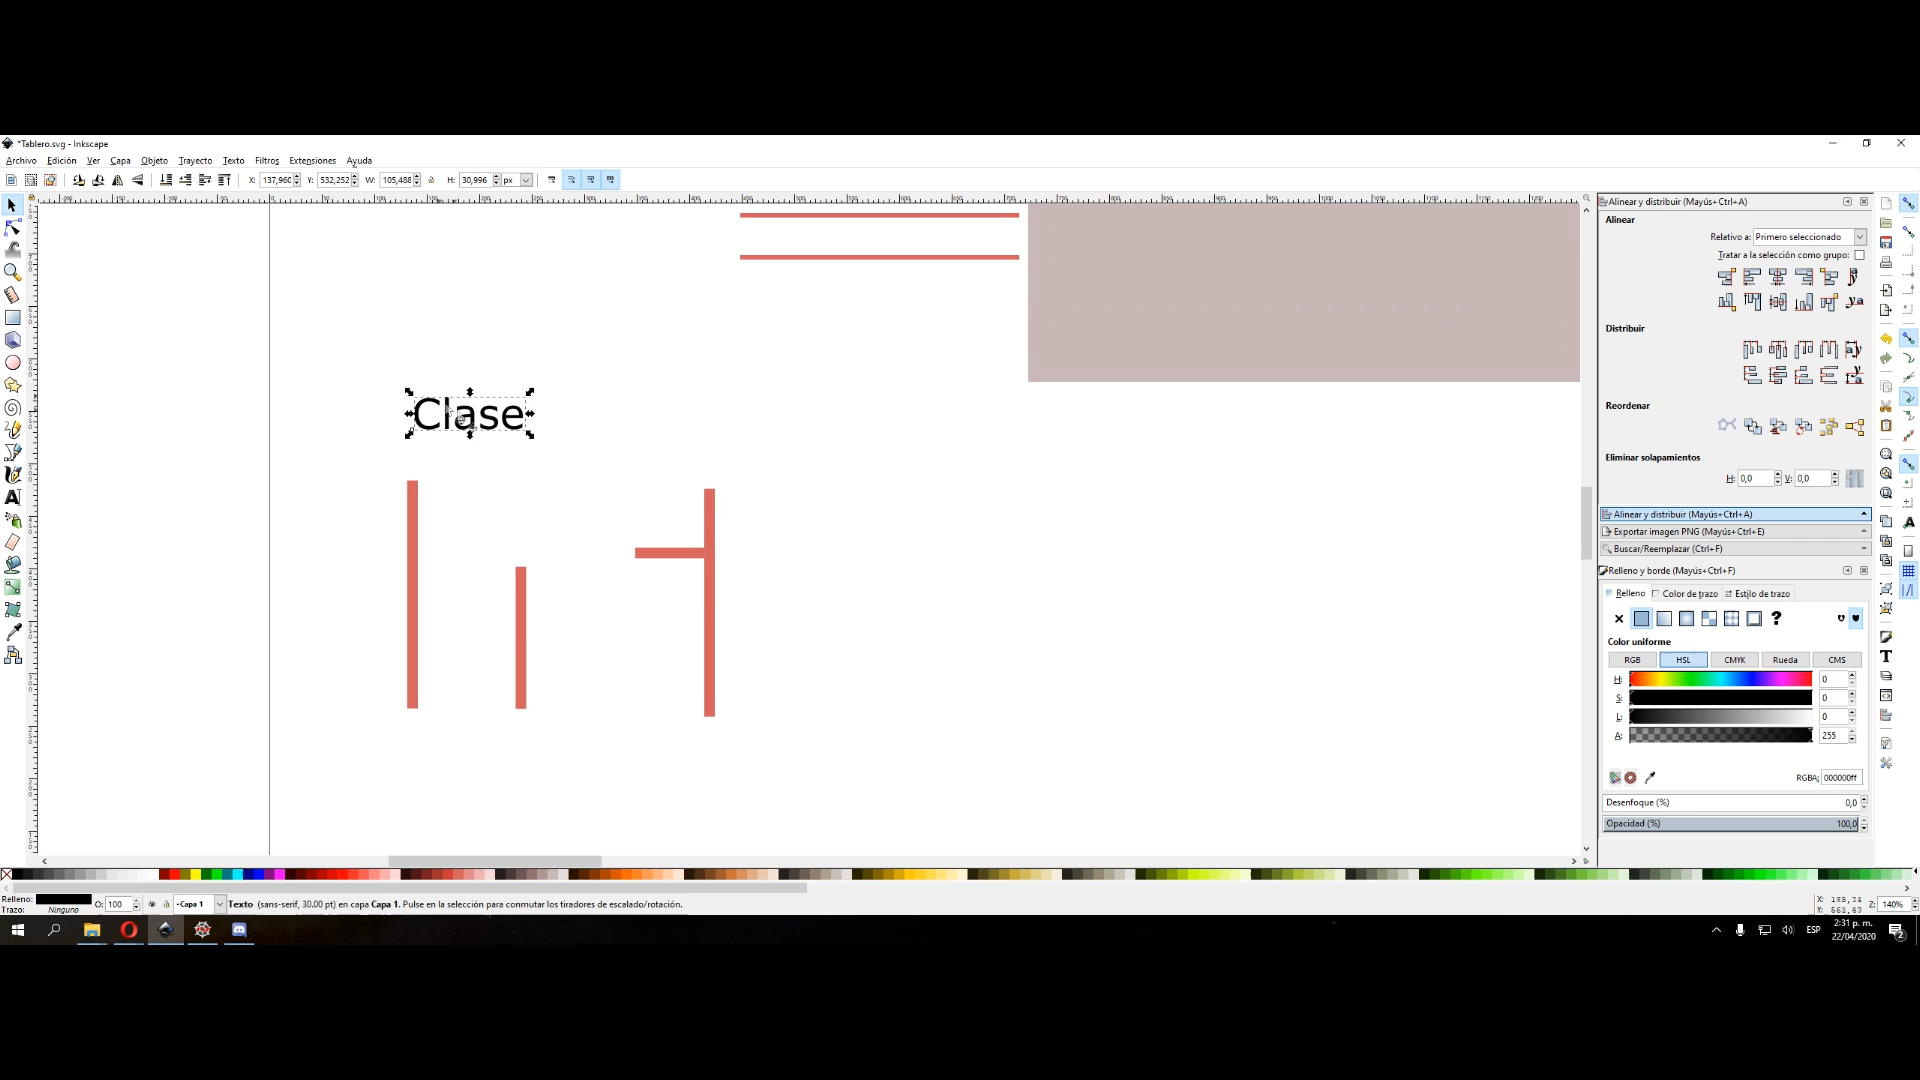 *Tablero.svg - Inkscape
Archivo Edición Ver Capa Objeto Trayecto Texto Filtros Extensiones Ayuda
X: 137,960 Y: 532,252 W: 105,488 H: 30,996 px
Alinear y distribuir (Mayús+Ctrl+A)
Alinear
Relativo a: Primero seleccionado
Tratar a la selección como grupo:
Distribuir
Clase
Reordenar
Eliminar solapamientos
H: 0,0 V: 0,0
Alinear y distribuir (Mayús+Ctrl+A)
Exportar imagen PNG (Mayús+Ctrl+E)
Buscar/Reemplazar (Ctrl+F)
Relleno y borde (Mayús+Ctrl+F)
Relleno Color de trazo Estilo de trazo
Color uniforme
RGB HSL CMYK Rueda CMS
H: 0
S: 0
L: 0
A: 255
RGBA: 000000ff
Desenfoque (%) 0,0
Opacidad (%) 100,0
Relleno: O: 100 Capa 1 Texto (sans-serif, 30.00 pt) en capa Capa 1. Pulse en la selección para conmutar los tiradores de escalado/rotación.
Trazo: Ninguno
Z: 140%
ESP
2:31 p. m.
22/04/2020
2